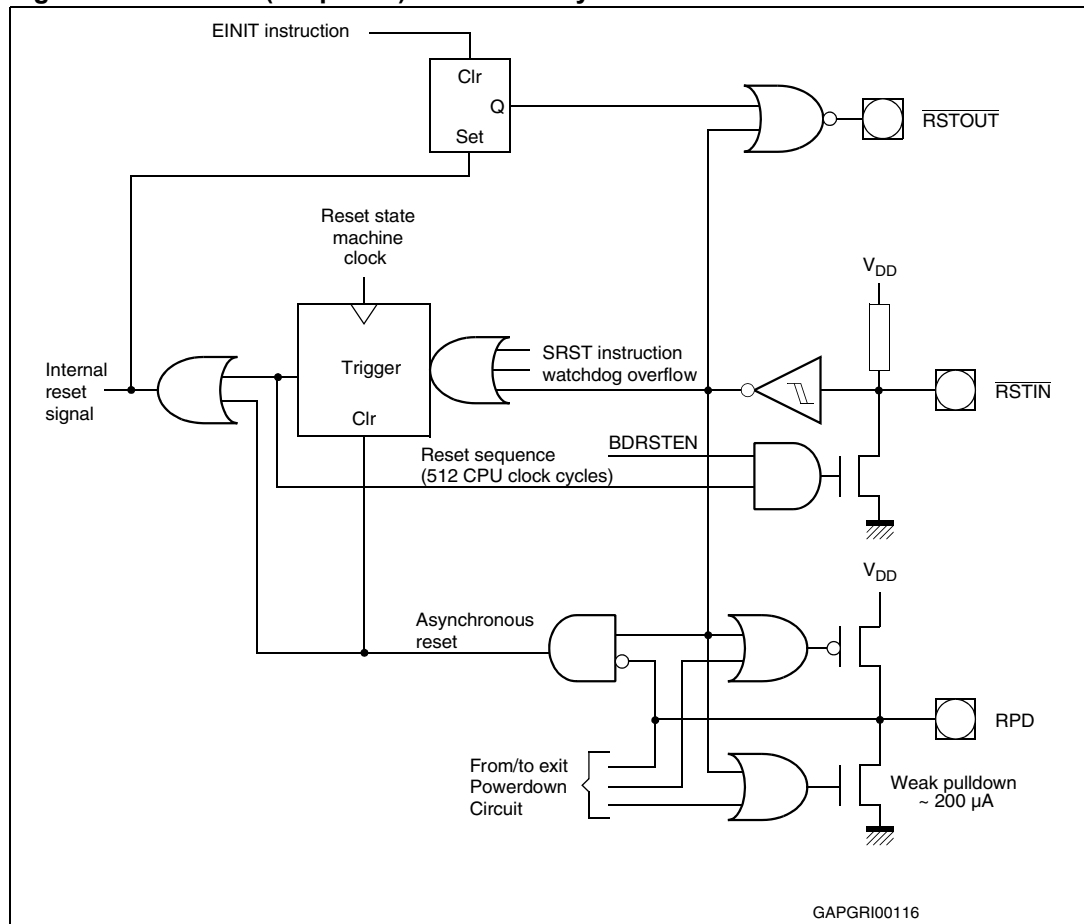 EINIT instruction
Clr
Q
Set
RSTOUT
Reset state
machine
clock
VDD
Trigger
SRST instruction
watchdog overflow
Internal
reset
signal
RSTIN
Clr
BDRSTEN
Reset sequence
(512 CPU clock cycles)
VDD
Asynchronous
reset
RPD
From/to exit
Powerdown
Circuit
Weak pulldown
~ 200 µA
GAPGRI00116